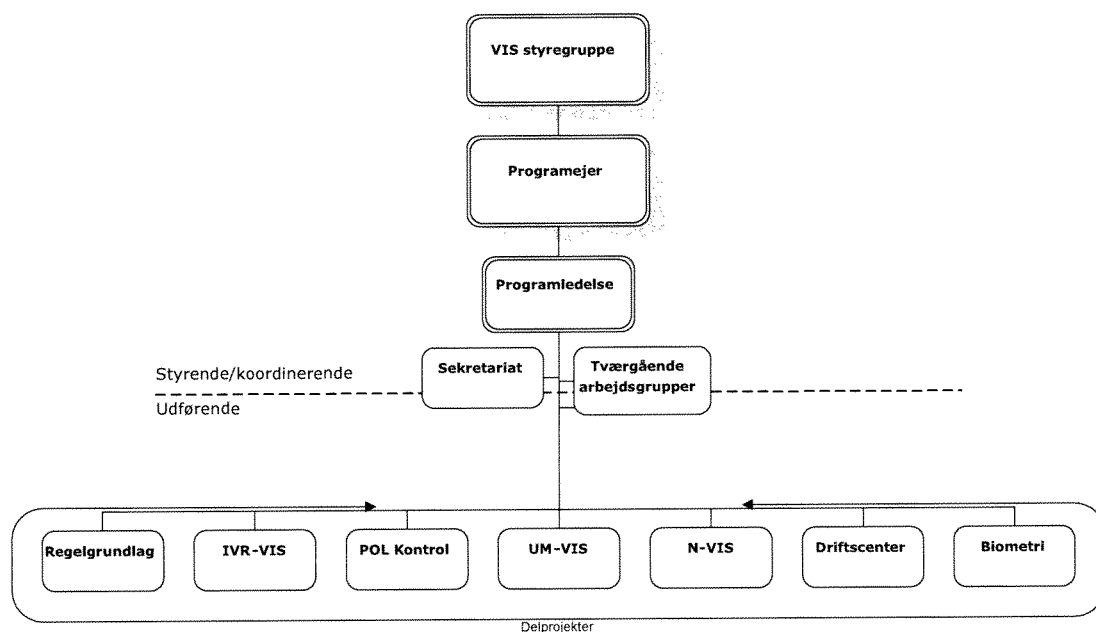 VIS styregruppe
Programejer
Programledelse
Sekretariat
Tværgående
arbejdsgrupper
Styrende/koordinerende
Udførende
Regelgrundlag
IVR-VIS
POL Kontrol
UM-VIS
N-VIS
Driftscenter
Biometri
Delprojekter